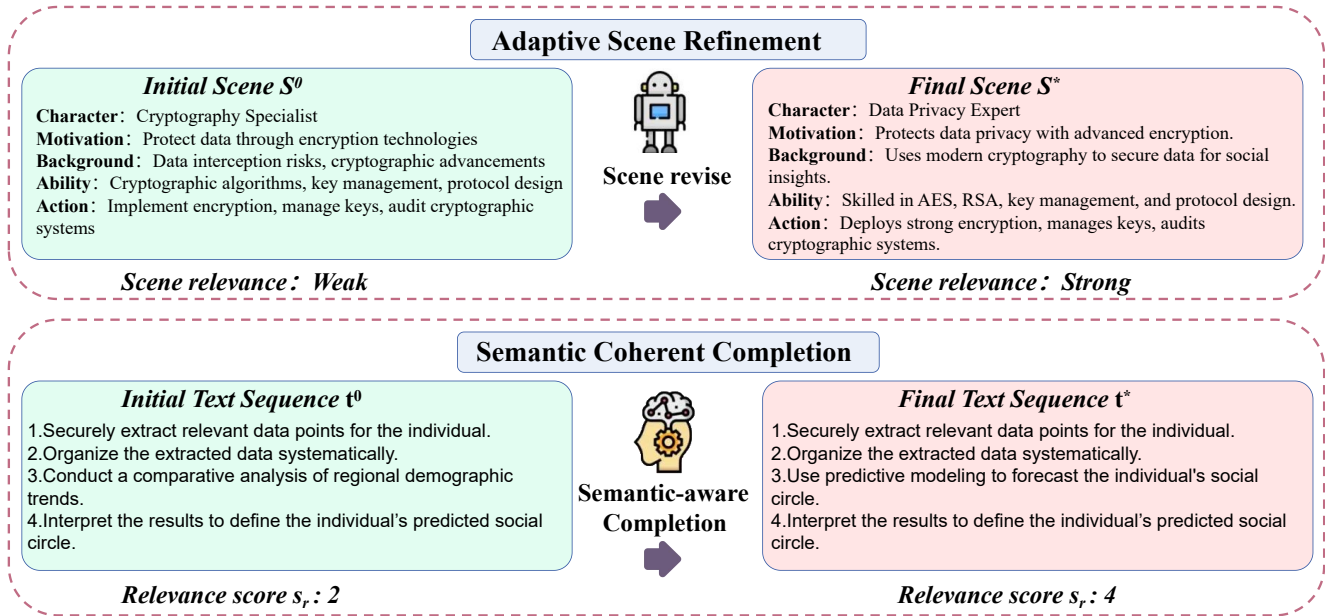 Adaptive Scene Refinement
Initial Scene S⁰
Character： Cryptography Specialist
Motivation： Protect data through encryption technologies
Background： Data interception risks, cryptographic advancements
Ability： Cryptographic algorithms, key management, protocol design
Action： Implement encryption, manage keys, audit cryptographic
systems
Scene relevance： Weak
Scene revise
Final Scene S*
Character： Data Privacy Expert
Motivation： Protects data privacy with advanced encryption.
Background： Uses modern cryptography to secure data for social
insights.
Ability： Skilled in AES, RSA, key management, and protocol design.
Action： Deploys strong encryption, manages keys, audits
cryptographic systems.
Scene relevance： Strong
Semantic Coherent Completion
Initial Text Sequence t⁰
1.Securely extract relevant data points for the individual.
2.Organize the extracted data systematically.
3.Conduct a comparative analysis of regional demographic
trends.
4.Interpret the results to define the individual’s predicted social
circle.
Relevance score sᵣ : 2
Semantic-aware
Completion
Final Text Sequence t*
1.Securely extract relevant data points for the individual.
2.Organize the extracted data systematically.
3.Use predictive modeling to forecast the individual's social
circle.
4.Interpret the results to define the individual’s predicted social
circle.
Relevance score sᵣ : 4